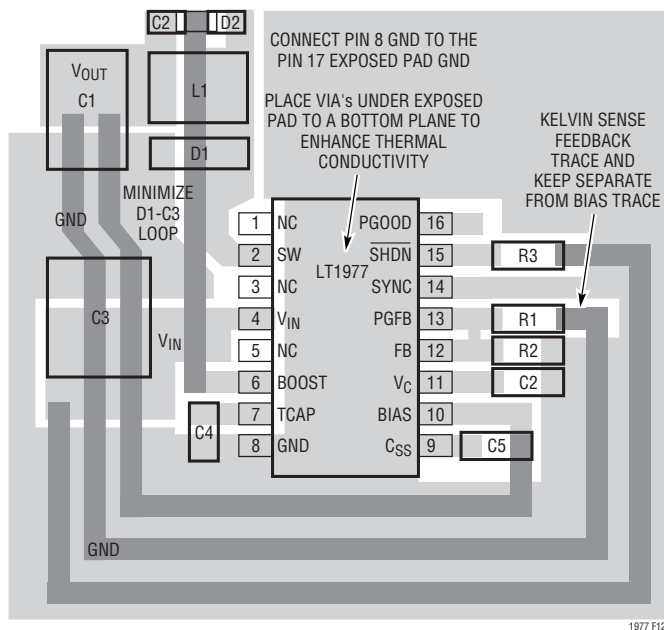 C2
D2
CONNECT PIN 8 GND TO THE
PIN 17 EXPOSED PAD GND
VOUT
C1
L1
PLACE VIA's UNDER EXPOSED
PAD TO A BOTTOM PLANE TO
ENHANCE THERMAL
CONDUCTIVITY
KELVIN SENSE
FEEDBACK
TRACE AND
KEEP SEPARATE
FROM BIAS TRACE
D1
MINIMIZE
D1-C3
LOOP
GND
1 NC PGOOD 16
2 SW SHDN 15
R3
LT1977
3 NC SYNC 14
C3
4 VIN PGFB 13
R1
VIN
5 NC FB 12
R2
6 BOOST VC 11
C2
7 TCAP BIAS 10
C4
8 GND CSS 9
C5
GND
1977 F12